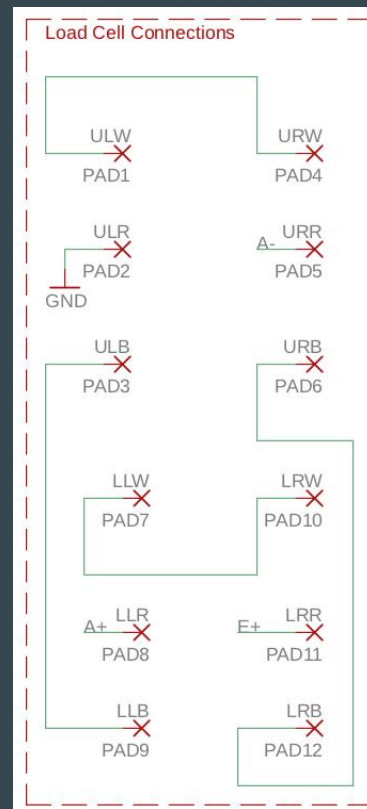 Load Cell Connections
ULW
URW
PAD1
PAD4
ULR
A-
URR
PAD2
PAD5
GND
ULB
URB
PAD3
PAD6
LLW
LRW
PAD7
PAD10
A+
LLR
E+
LRR
PAD8
PAD11
LLB
LRB
PAD9
PAD12